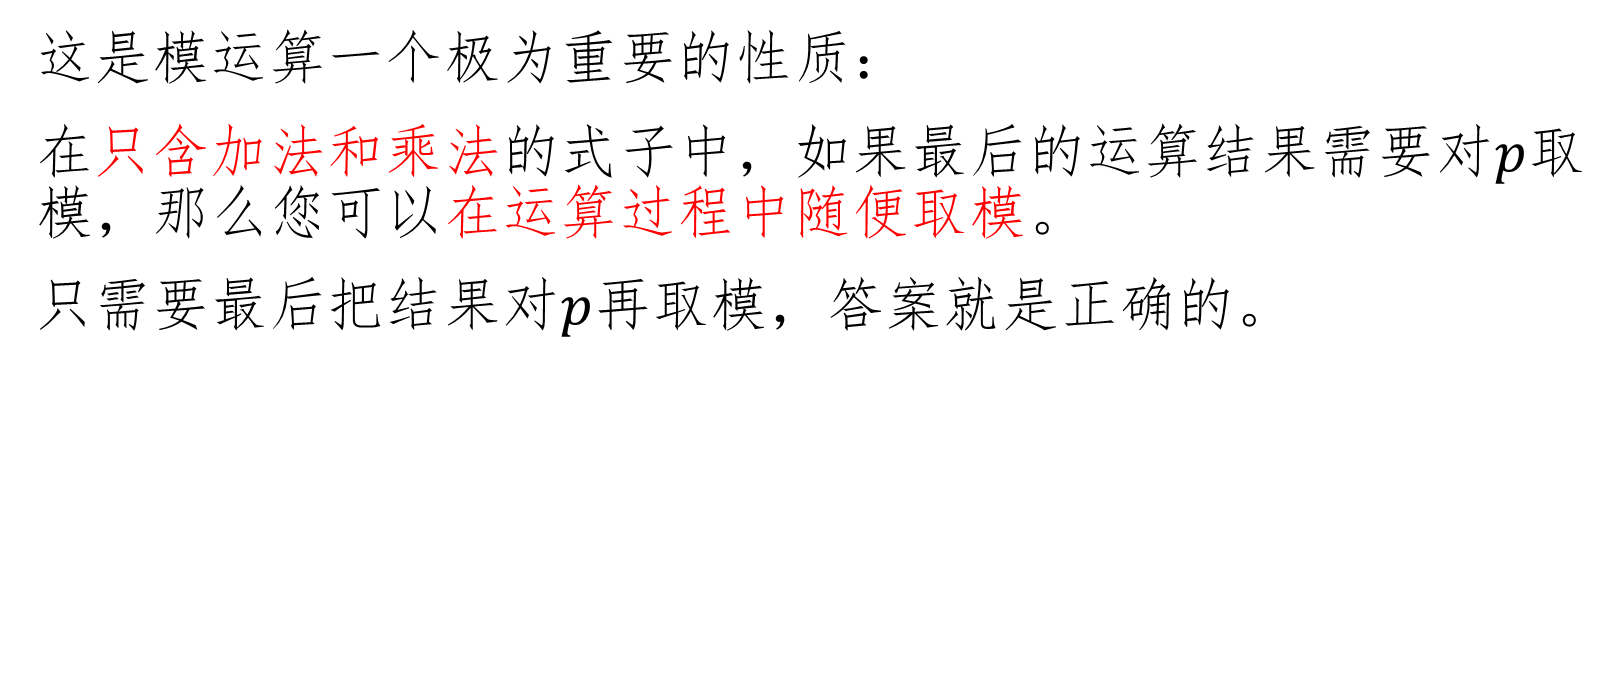 这是模运算一个极为重要的性质：
在只含加法和乘法的式子中，如果最后的运算结果需要对p取
模，那么您可以在运算过程中随便取模。
只需要最后把结果对p再取模，答案就是正确的。